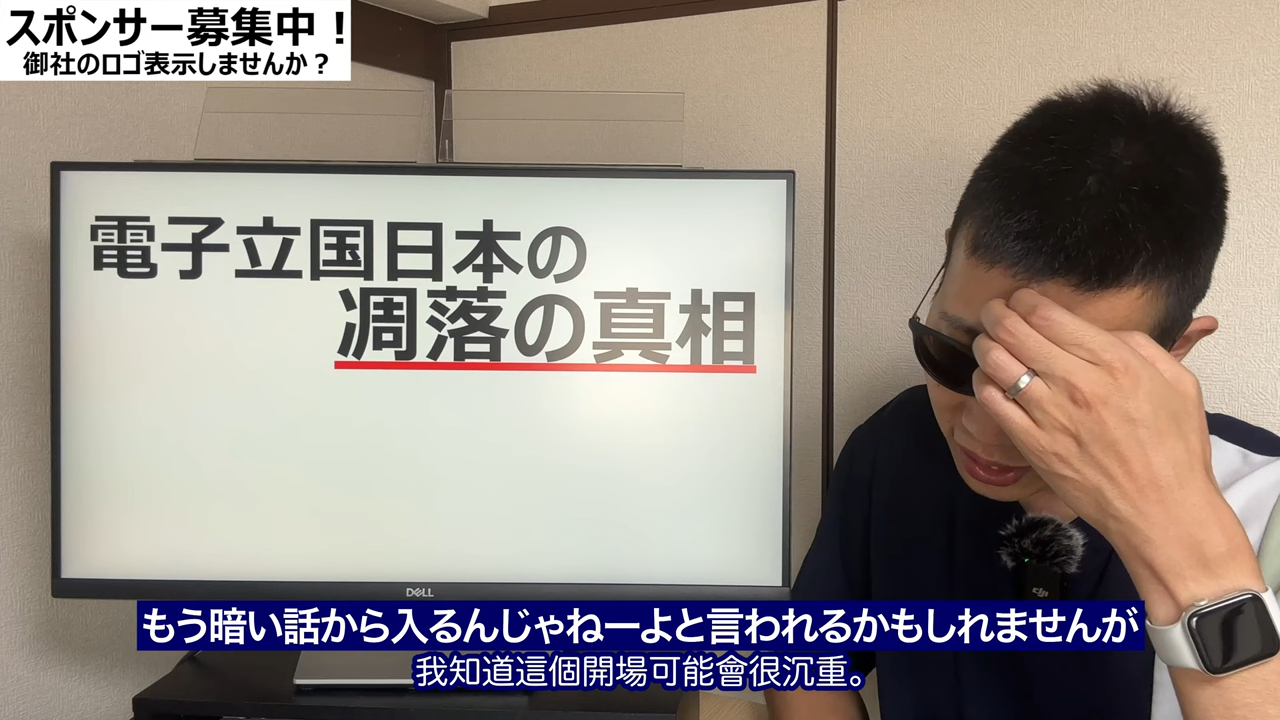 スポンサー募集中！
御社のロゴ表示しませんか？
電子立国日本の
凋落の真相
DELL
dji
もう暗い話から入るんじゃねーよと言われるかもしれませんが
我知道這個開場可能會很沉重。